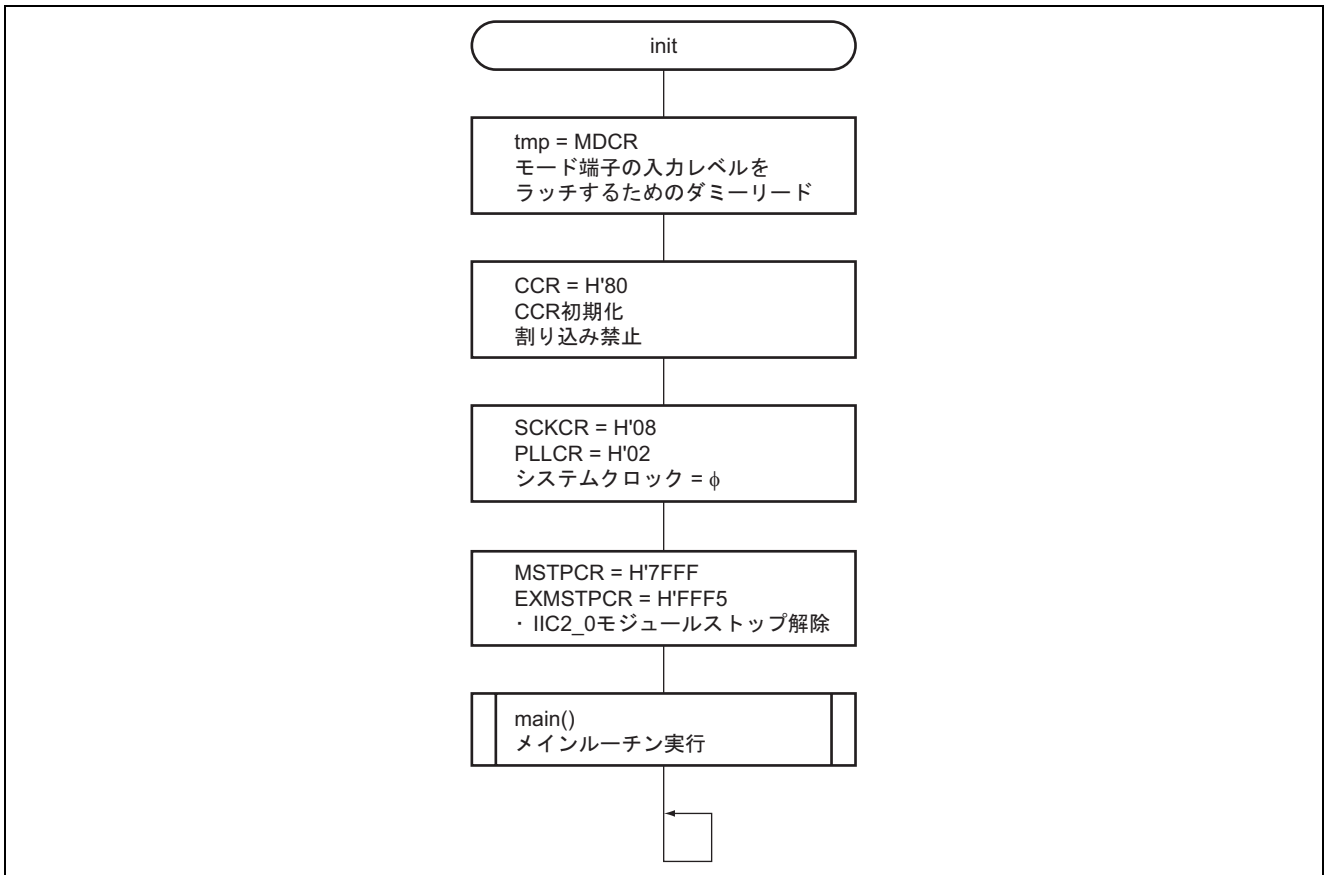 init
tmp = MDCR
モード端子の入力レベルを
ラッチするためのダミーリード
CCR = H'80
CCR初期化
割り込み禁止
SCKCR = H'08
PLLCR = H'02
システムクロック = φ
MSTPCR = H'7FFF
EXMSTPCR = H'FFF5
・IIC2_0モジュールストップ解除
main()
メインルーチン実行